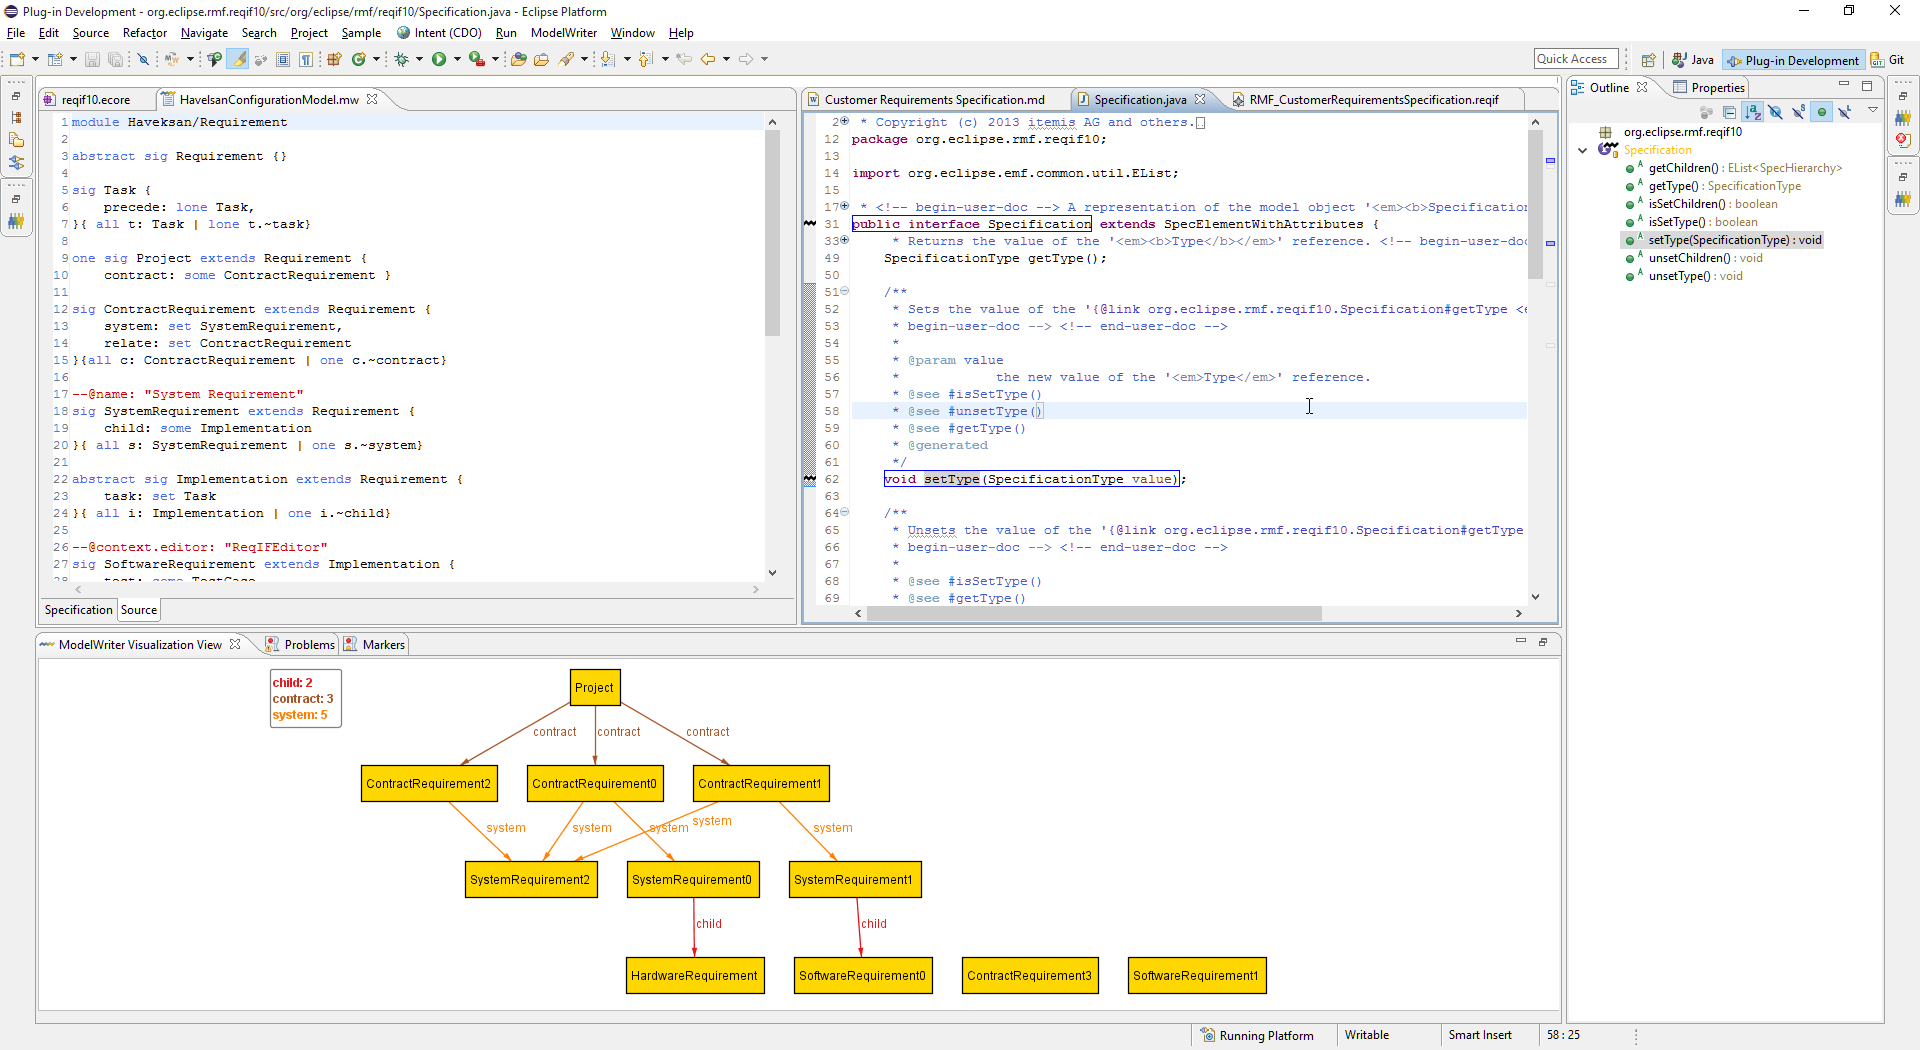 Plug-in Development - org.eclipse.rmf.reqif10/src/org/eclipse/rmf/reqif10/Specification.java - Eclipse Platform
File Edit Source Refactor Navigate Search Project Sample Intent (CDO) Run ModelWriter Window Help
Quick Access Java Plug-in Development Git
reqif10.ecore HavelsanConfigurationModel.mw
1 module Haveksan/Requirement
2
3 abstract sig Requirement {}
4
5 sig Task {
6 precede: lone Task,
7 }{ all t: Task | lone t.~task}
8
9 one sig Project extends Requirement {
10 contract: some ContractRequirement }
11
12 sig ContractRequirement extends Requirement {
13 system: set SystemRequirement,
14 relate: set ContractRequirement
15 }{all c: ContractRequirement | one c.~contract}
16
17 --@name: "System Requirement"
18 sig SystemRequirement extends Requirement {
19 child: some Implementation
20 }{ all s: SystemRequirement | one s.~system}
21
22 abstract sig Implementation extends Requirement {
23 task: set Task
24 }{ all i: Implementation | one i.~child}
25
26 --@context.editor: "ReqIFEditor"
27 sig SoftwareRequirement extends Implementation {
28 test: some TestCase
Specification Source
Customer Requirements Specification.md Specification.java RMF_CustomerRequirementsSpecification.reqif
2 * Copyright (c) 2013 itemis AG and others.
12 package org.eclipse.rmf.reqif10;
13
14 import org.eclipse.emf.common.util.EList;
15
17 * <!-- begin-user-doc --> A representation of the model object '<em><b>Specification
31 public interface Specification extends SpecElementWithAttributes {
33 * Returns the value of the '<em><b>Type</b></em>' reference. <!-- begin-user-doc
49 SpecificationType getType();
50
51 /**
52 * Sets the value of the '{@link org.eclipse.rmf.reqif10.Specification#getType <e
53 * begin-user-doc --> <!-- end-user-doc -->
54 *
55 * @param value
56 * the new value of the '<em>Type</em>' reference.
57 * @see #isSetType()
58 * @see #unsetType()
59 * @see #getType()
60 * @generated
61 */
62 void setType(SpecificationType value);
63
64 /**
65 * Unsets the value of the '{@link org.eclipse.rmf.reqif10.Specification#getType
66 * begin-user-doc --> <!-- end-user-doc -->
67 *
68 * @see #isSetType()
69 * @see #getType()
Outline Properties
org.eclipse.rmf.reqif10
Specification
getChildren() : EList<SpecHierarchy>
getType() : SpecificationType
isSetChildren() : boolean
isSetType() : boolean
setType(SpecificationType) : void
unsetChildren() : void
unsetType() : void
ModelWriter Visualization View Problems Markers
child: 2
contract: 3
system: 5
Project
contract contract contract
ContractRequirement2 ContractRequirement0 ContractRequirement1
system system system system system
SystemRequirement2 SystemRequirement0 SystemRequirement1
child child
HardwareRequirement SoftwareRequirement0 ContractRequirement3 SoftwareRequirement1
Running Platform Writable Smart Insert 58 : 25